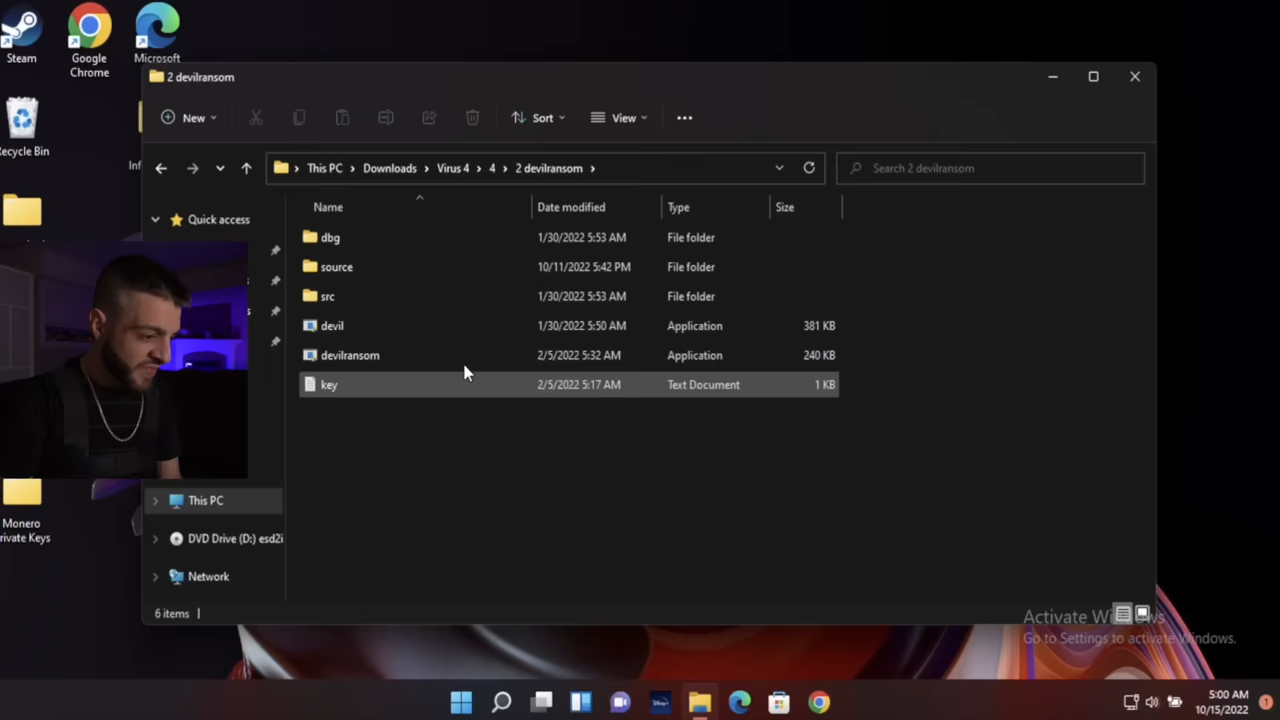 Steam
Google
Chrome
Microsoft
Recycle Bin
2 devilransom
New
Sort
View
This PC > Downloads > Virus 4 > 4 > 2 devilransom >
Search 2 devilransom
Name Date modified Type Size
Quick access
dbg 1/30/2022 5:53 AM File folder
source 10/11/2022 5:42 PM File folder
src 1/30/2022 5:53 AM File folder
devil 1/30/2022 5:50 AM Application 381 KB
devilransom 2/5/2022 5:32 AM Application 240 KB
key 2/5/2022 5:17 AM Text Document 1 KB
This PC
DVD Drive (D:) esd2i
Network
Monero
rivate Keys
6 items
Activate Wi ws
Go to Settings to activate Windows.
5:00 AM
10/15/2022
1